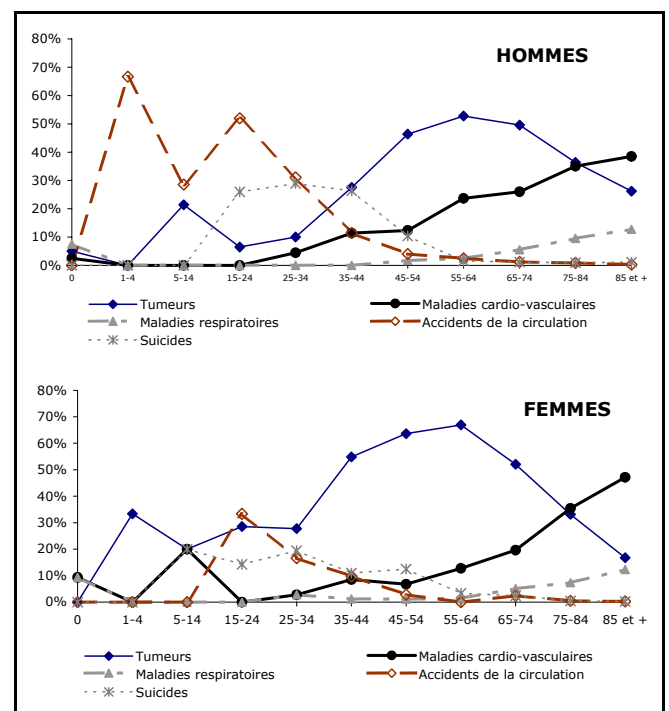 HOMMES
80%
70%
60%
50%
40%
30%
20%
10%
0%
0 1-4 5-14 15-24 25-34 35-44 45-54 55-64 65-74 75-84 85 et +
Tumeurs Maladies cardio-vasculaires
Maladies respiratoires Accidents de la circulation
Suicides
FEMMES
80%
70%
60%
50%
40%
30%
20%
10%
0%
0 1-4 5-14 15-24 25-34 35-44 45-54 55-64 65-74 75-84 85 et +
Tumeurs Maladies cardio-vasculaires
Maladies respiratoires Accidents de la circulation
Suicides